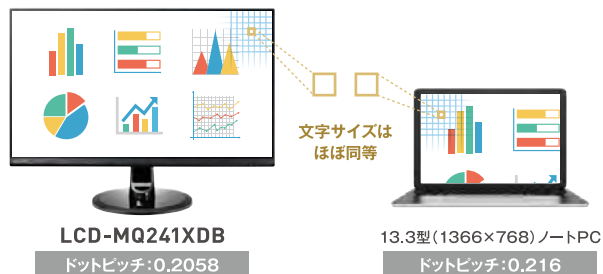 文字サイズは
ほぼ同等
LCD-MQ241XDB
ドットピッチ:0.2058
13.3型(1366×768)ノートPC
ドットピッチ:0.216